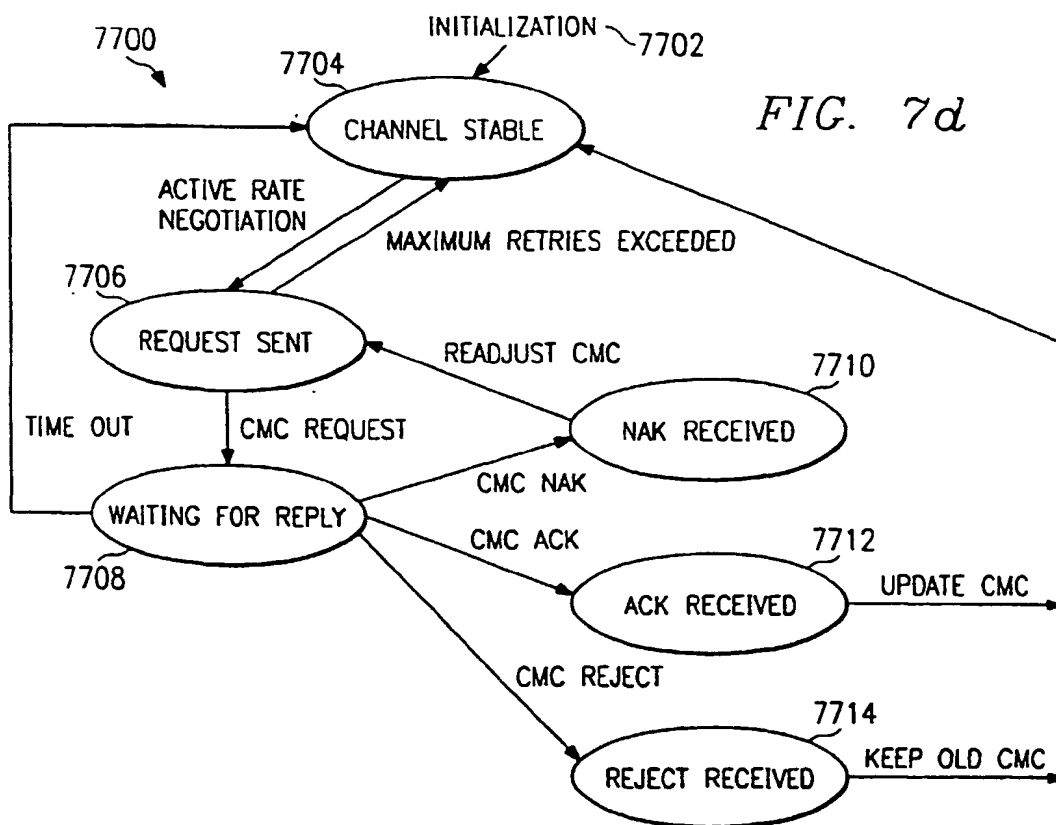 7700
INITIALIZATION
7702
7704
CHANNEL STABLE
FIG. 7d
ACTIVE RATE
NEGOTIATION
MAXIMUM RETRIES EXCEEDED
7706
REQUEST SENT
READJUST CMC
7710
NAK RECEIVED
TIME OUT
CMC REQUEST
CMC NAK
WAITING FOR REPLY
7708
CMC ACK
7712
ACK RECEIVED
UPDATE CMC
CMC REJECT
7714
REJECT RECEIVED
KEEP OLD CMC